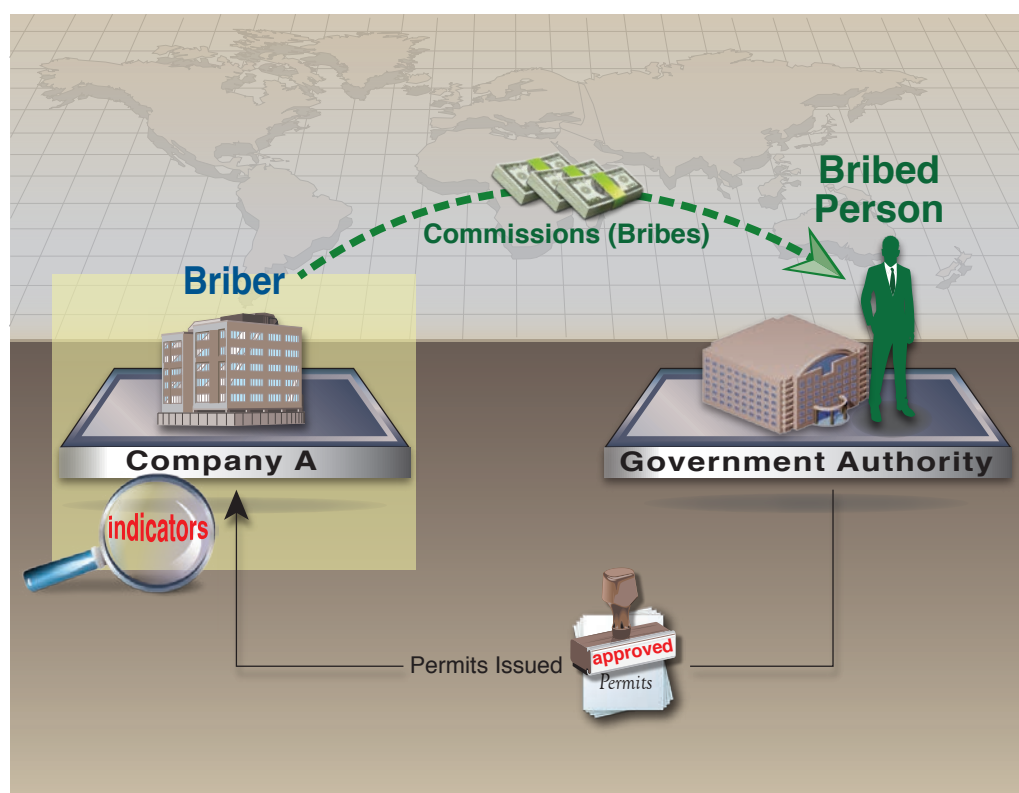 Bribed
Person
Commissions (Bribes)
Briber
Company A
Government Authority
indicators
Permits Issued
approved
Permits